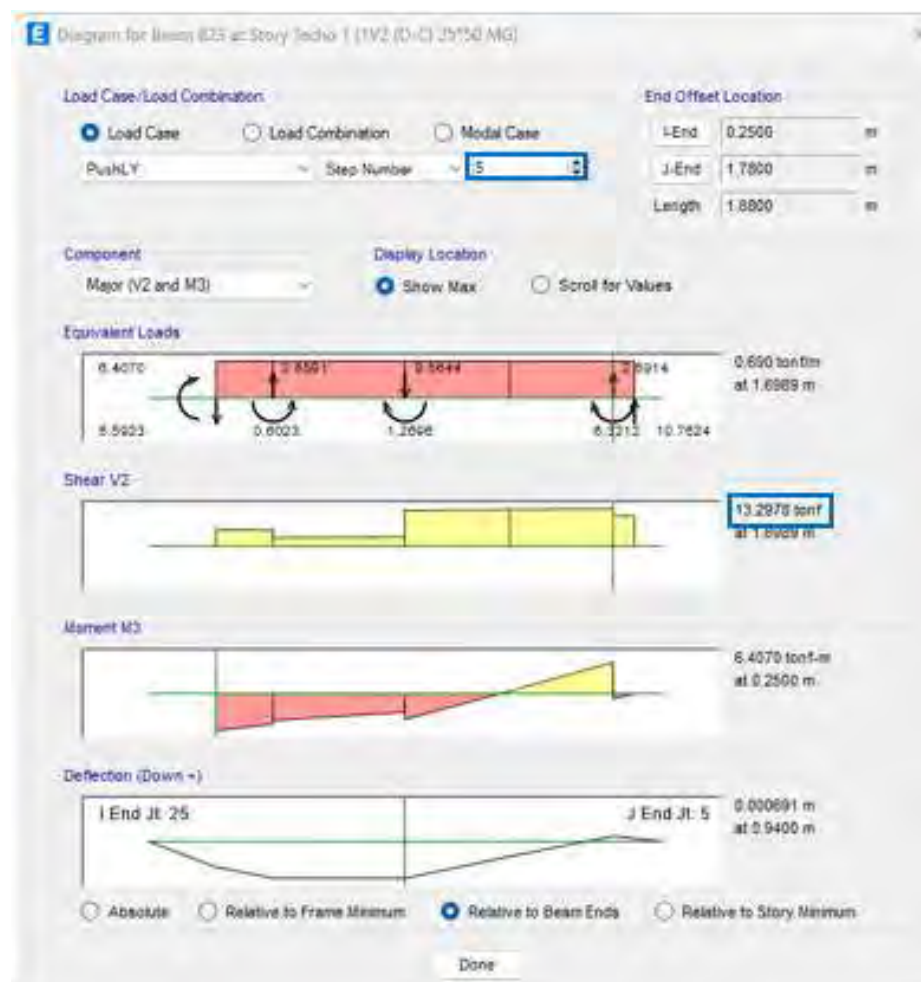 Diagram for Beam B25 at Story Techo 1 (1V2 (D-C) 25*50 MG)
Load Case/Load Combination
End Offset Location
Load Case Load Combination Modal Case
I-End 0.2500 m
PushLY Step Number 5
J-End 1.7800 m
Length 1.8800 m
Component
Display Location
Major (V2 and M3)
Show Max Scroll for Values
Equivalent Loads
6.4070
0.690 tonf/m
at 1.6989 m
0.6023 1.2696 10.7624
Shear V2
13.2978 tonf
at 1.6989 m
Moment M3
6.4070 tonf-m
at 0.2500 m
Deflection (Down +)
I End Jt: 25
J End Jt: 5
0.000691 m
at 0.9400 m
Absolute Relative to Frame Minimum Relative to Beam Ends Relative to Story Minimum
Done